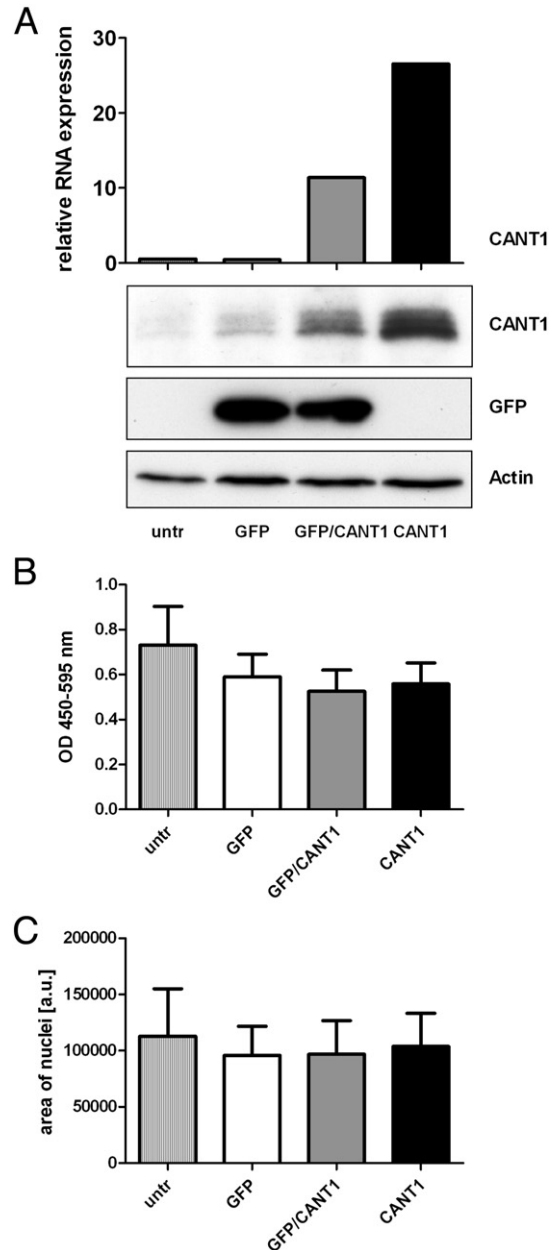 A
relative RNA expression
30
20
10
0
CANT1
CANT1
GFP
Actin
untr GFP GFP/CANT1 CANT1
B
OD 450-595 nm
1.0
0.8
0.6
0.4
0.2
0.0
untr
GFP
GFP/CANT1
CANT1
C
area of nuclei [a.u.]
200000
150000
100000
50000
0
untr
GFP
GFP/CANT1
CANT1